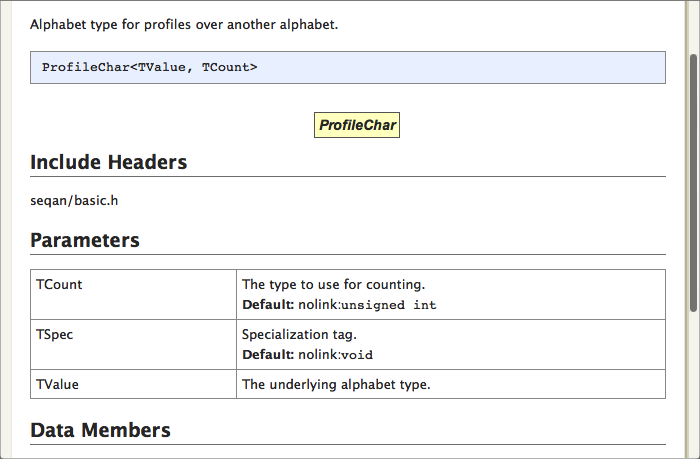 Alphabet type for profiles over another alphabet.
ProfileChar<TValue, TCount>
ProfileChar
Include Headers
seqan/basic.h
Parameters
TCount The type to use for counting.
Default: nolink:unsigned int
TSpec Specialization tag.
Default: nolink:void
TValue The underlying alphabet type.
Data Members